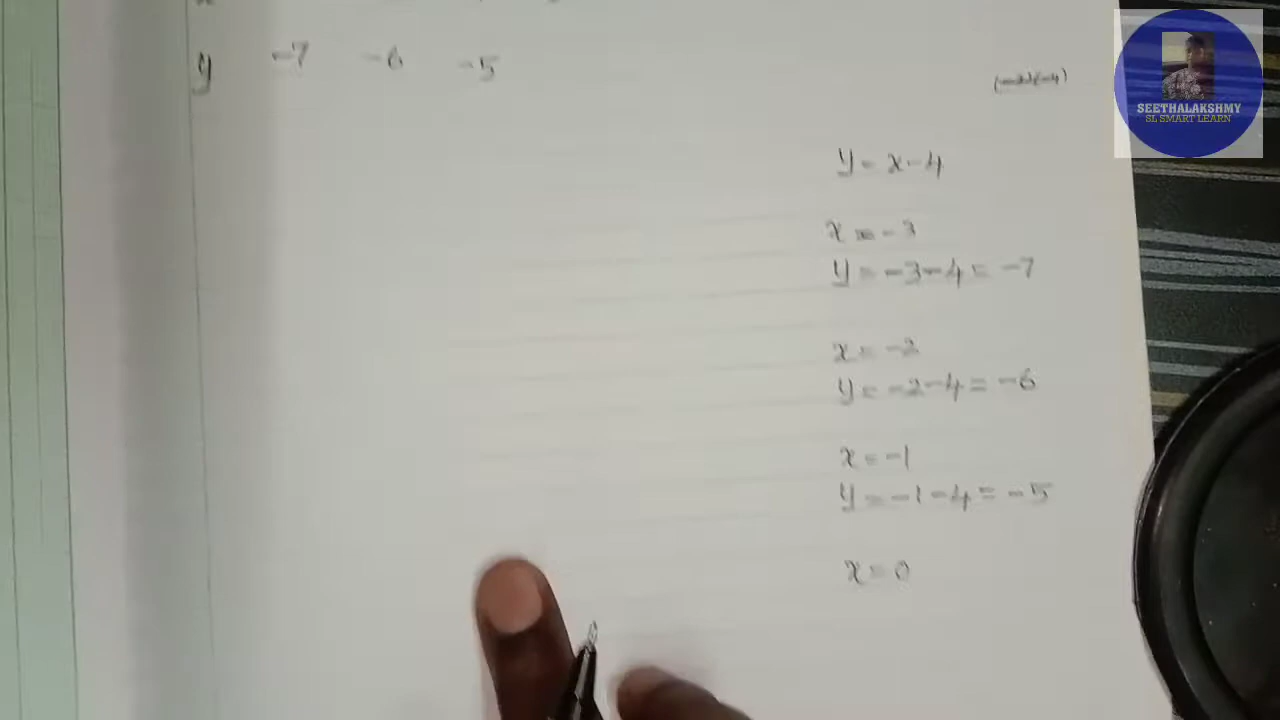 y -7 -6 -5
SEETHALAKSHMY
SL SMART LEARN
y = x-4
x = -3
y = -3-4 = -7
x = -2
y = -2-4 = -6
x = -1
y = -1-4 = -5
x = 0